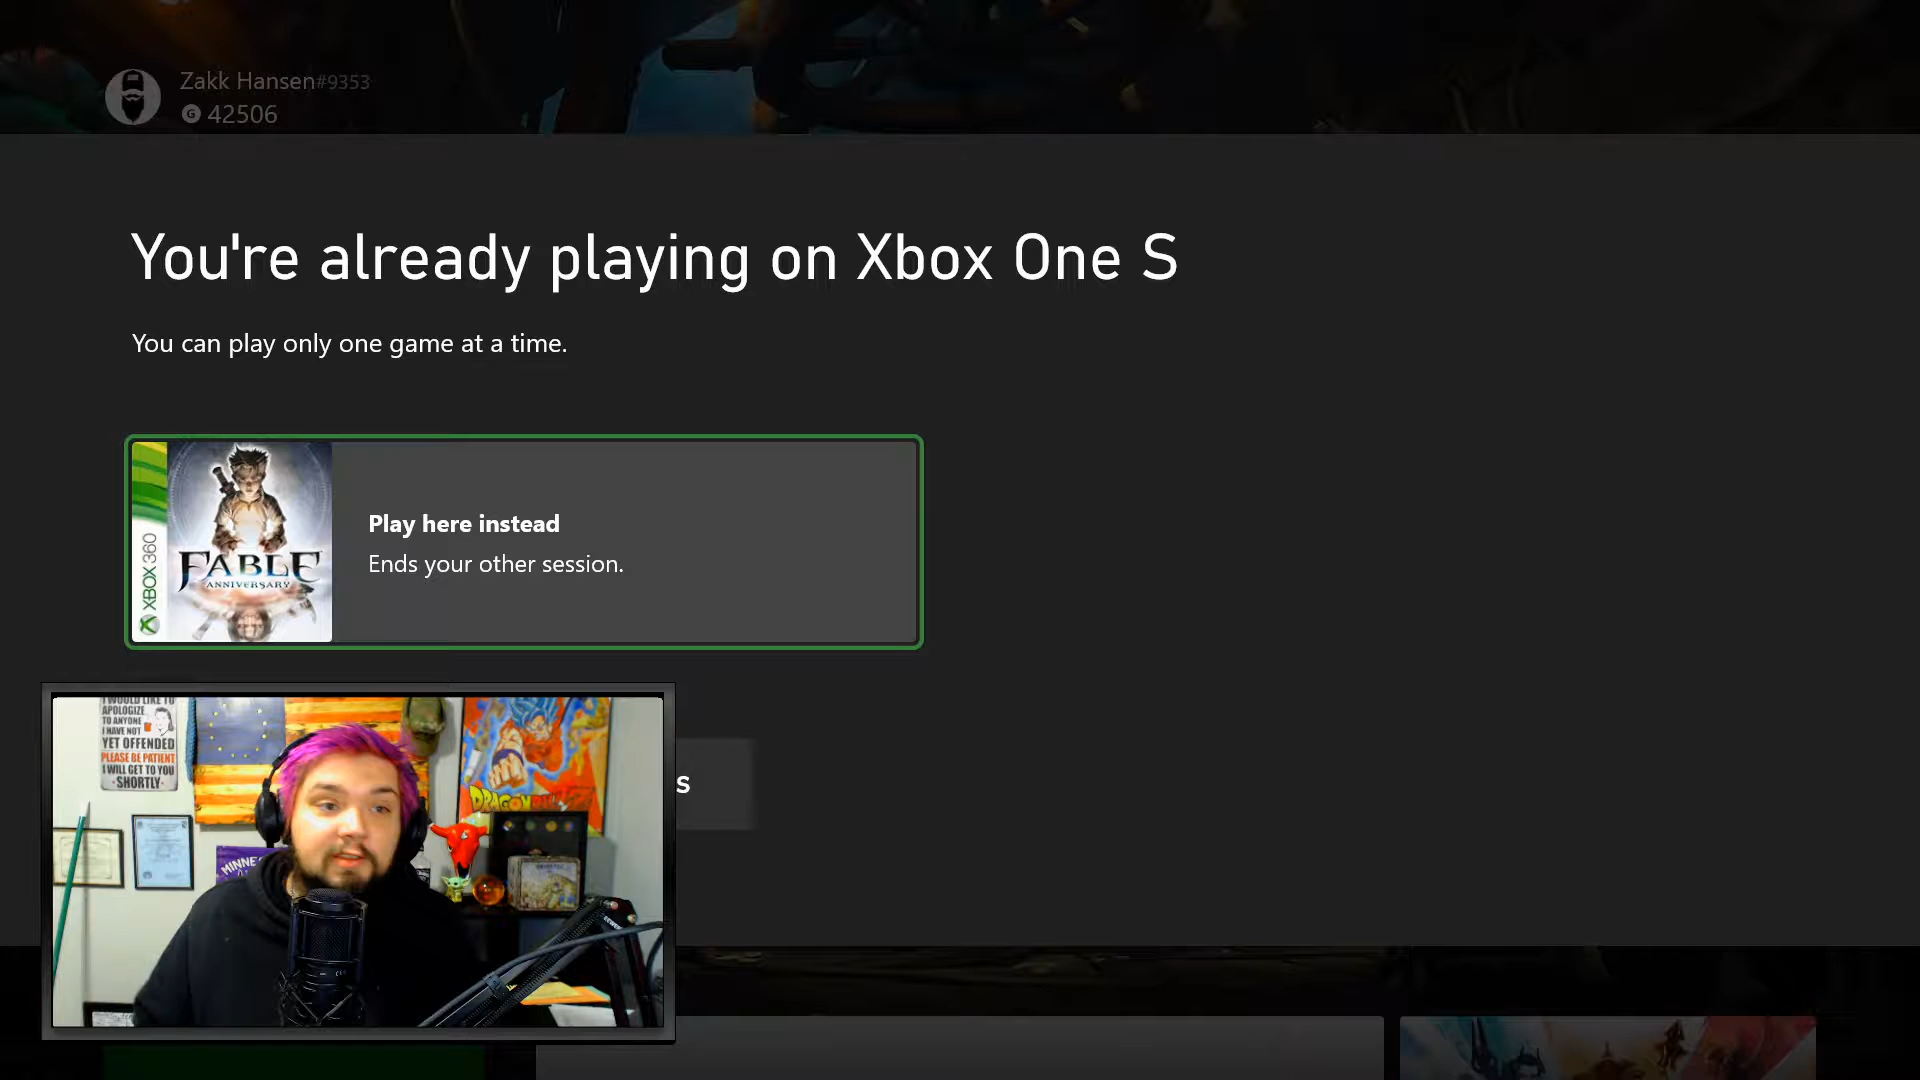 Zakk Hansen#9353
G 42506
You're already playing on Xbox One S
You can play only one game at a time.
XBOX 360
FABLE
ANNIVERSARY
Play here instead
Ends your other session.
I WOULD LIKE TO
APOLOGIZE
TO ANYONE
I HAVE NOT
YET OFFENDED
PLEASE BE PATIENT
I WILL GET TO YOU
·SHORTLY·
DRAGON
MINNE
S